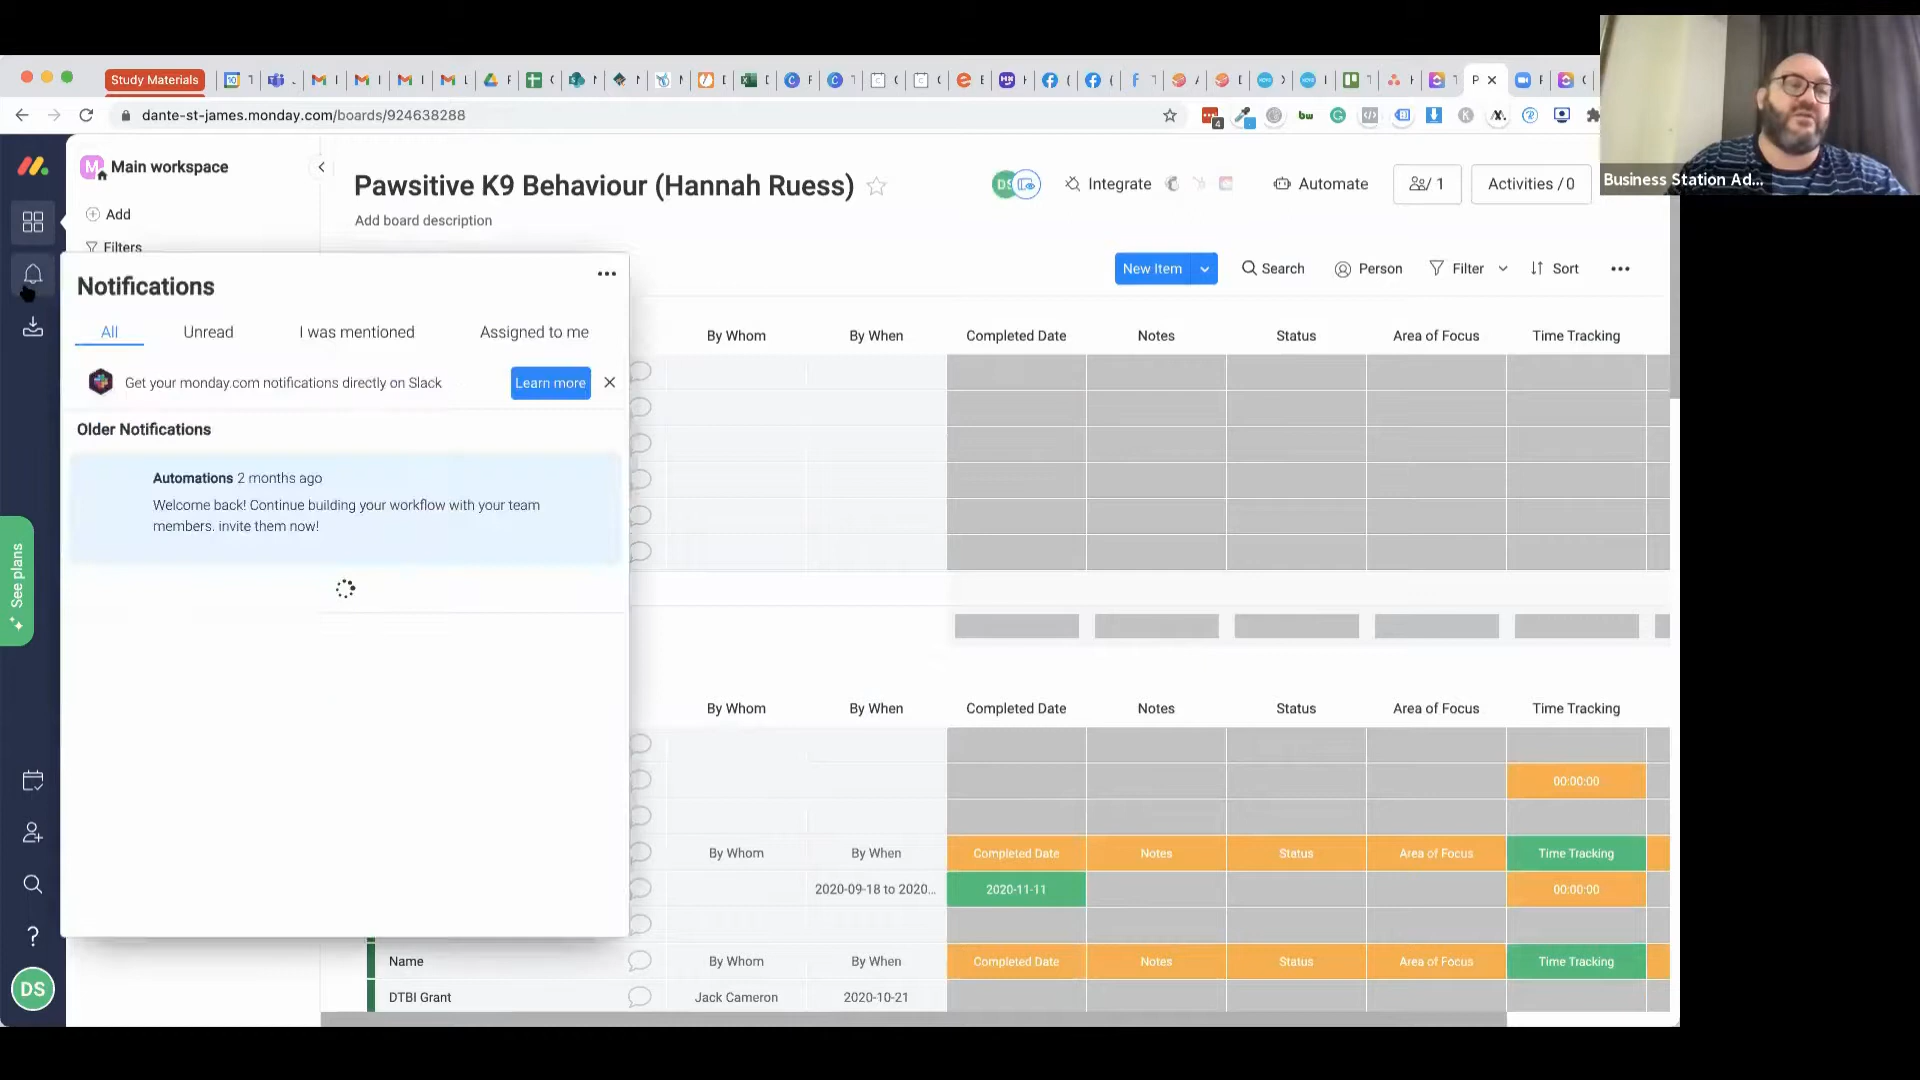 Study Materials
P
dante-st-james.monday.com/boards/924638288
4
bw
Business Station Ad...
M
Main workspace
Add
Filters
Pawsitive K9 Behaviour (Hannah Ruess)
Add board description
Integrate
Automate
/ 1
Activities / 0
New Item
Search
Person
Filter
Sort
Notifications
All
Unread
I was mentioned
Assigned to me
Get your monday.com notifications directly on Slack
Learn more
Older Notifications
Automations 2 months ago
Welcome back! Continue building your workflow with your team
members. invite them now!
See plans
By Whom
By When
Completed Date
Notes
Status
Area of Focus
Time Tracking
By Whom
By When
Completed Date
Notes
Status
Area of Focus
Time Tracking
00:00:00
By Whom
By When
Completed Date
Notes
Status
Area of Focus
Time Tracking
2020-09-18 to 2020...
2020-11-11
00:00:00
Name
By Whom
By When
Completed Date
Notes
Status
Area of Focus
Time Tracking
DTBI Grant
Jack Cameron
2020-10-21
?
DS